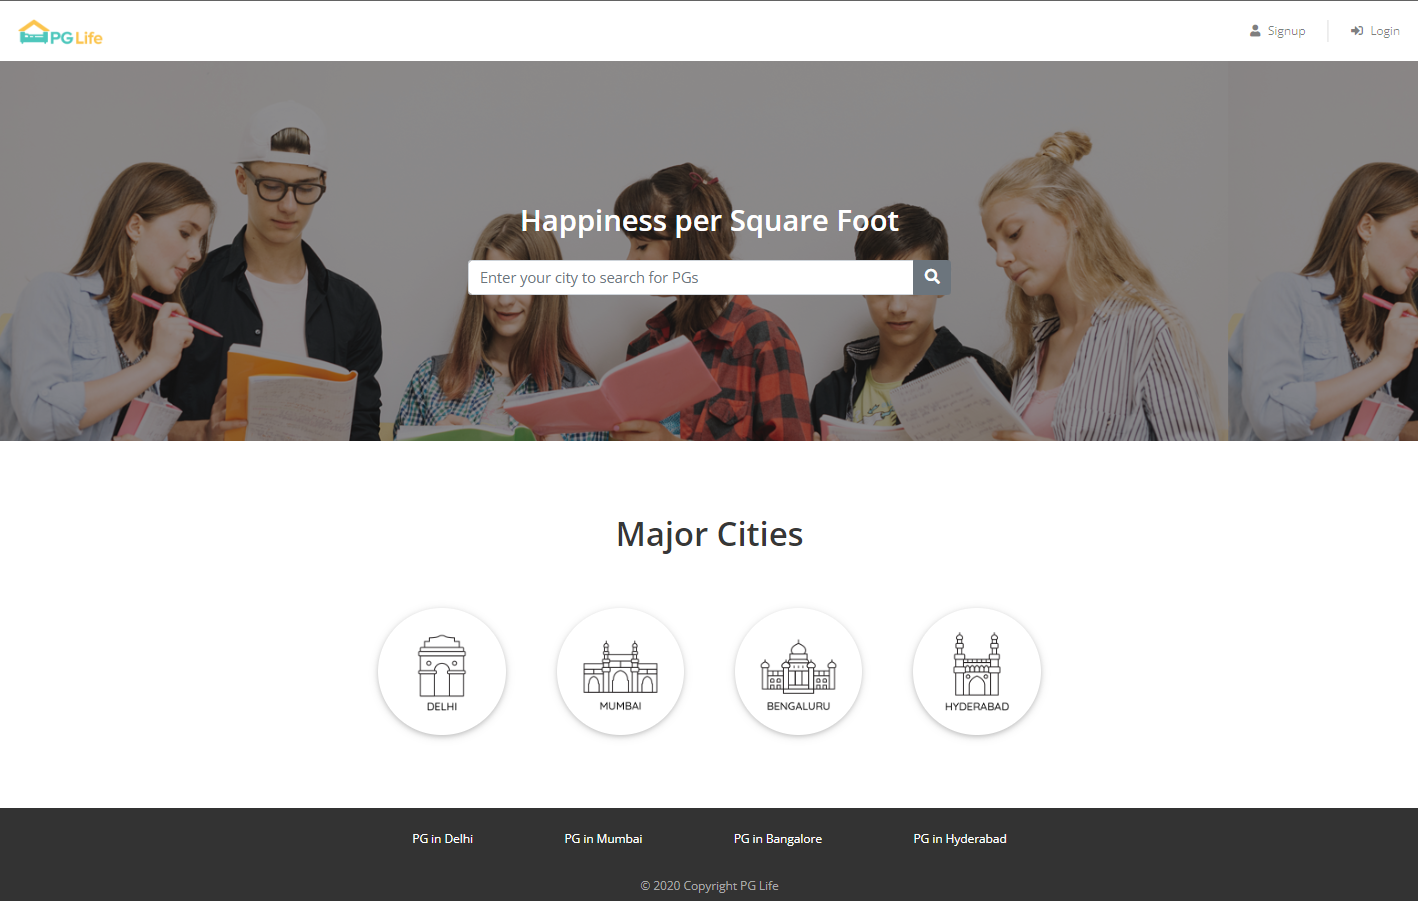 PG Life
Signup
Login
Happiness per Square Foot
Enter your city to search for PGs
Major Cities
DELHI
MUMBAI
BENGALURU
HYDERABAD
PG in Delhi
PG in Mumbai
PG in Bangalore
PG in Hyderabad
© 2020 Copyright PG Life